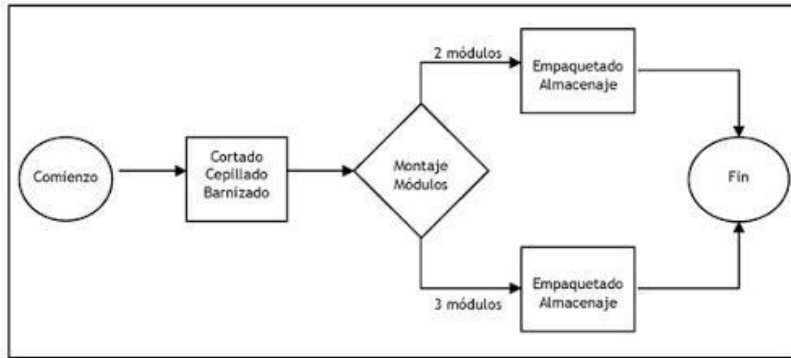 Comienzo
Cortado
Cepillado
Barnizado
Montaje
Módulos
2 módulos
Empaquetado
Almacenaje
3 módulos
Empaquetado
Almacenaje
Fin